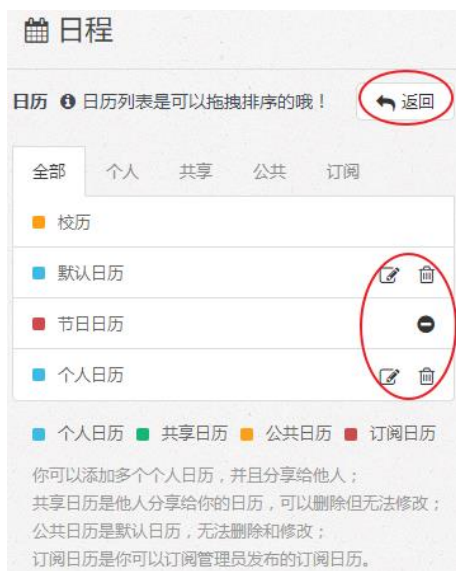 日程
日历 日历列表是可以拖拽排序的哦！ 返回
全部 个人 共享 公共 订阅
校历
默认日历
节日日历
个人日历
个人日历 共享日历 公共日历 订阅日历
你可以添加多个个人日历，并且分享给他人；
共享日历是他人分享给你的日历，可以删除但无法修改；
公共日历是默认日历，无法删除和修改；
订阅日历是你可以订阅管理员发布的订阅日历。